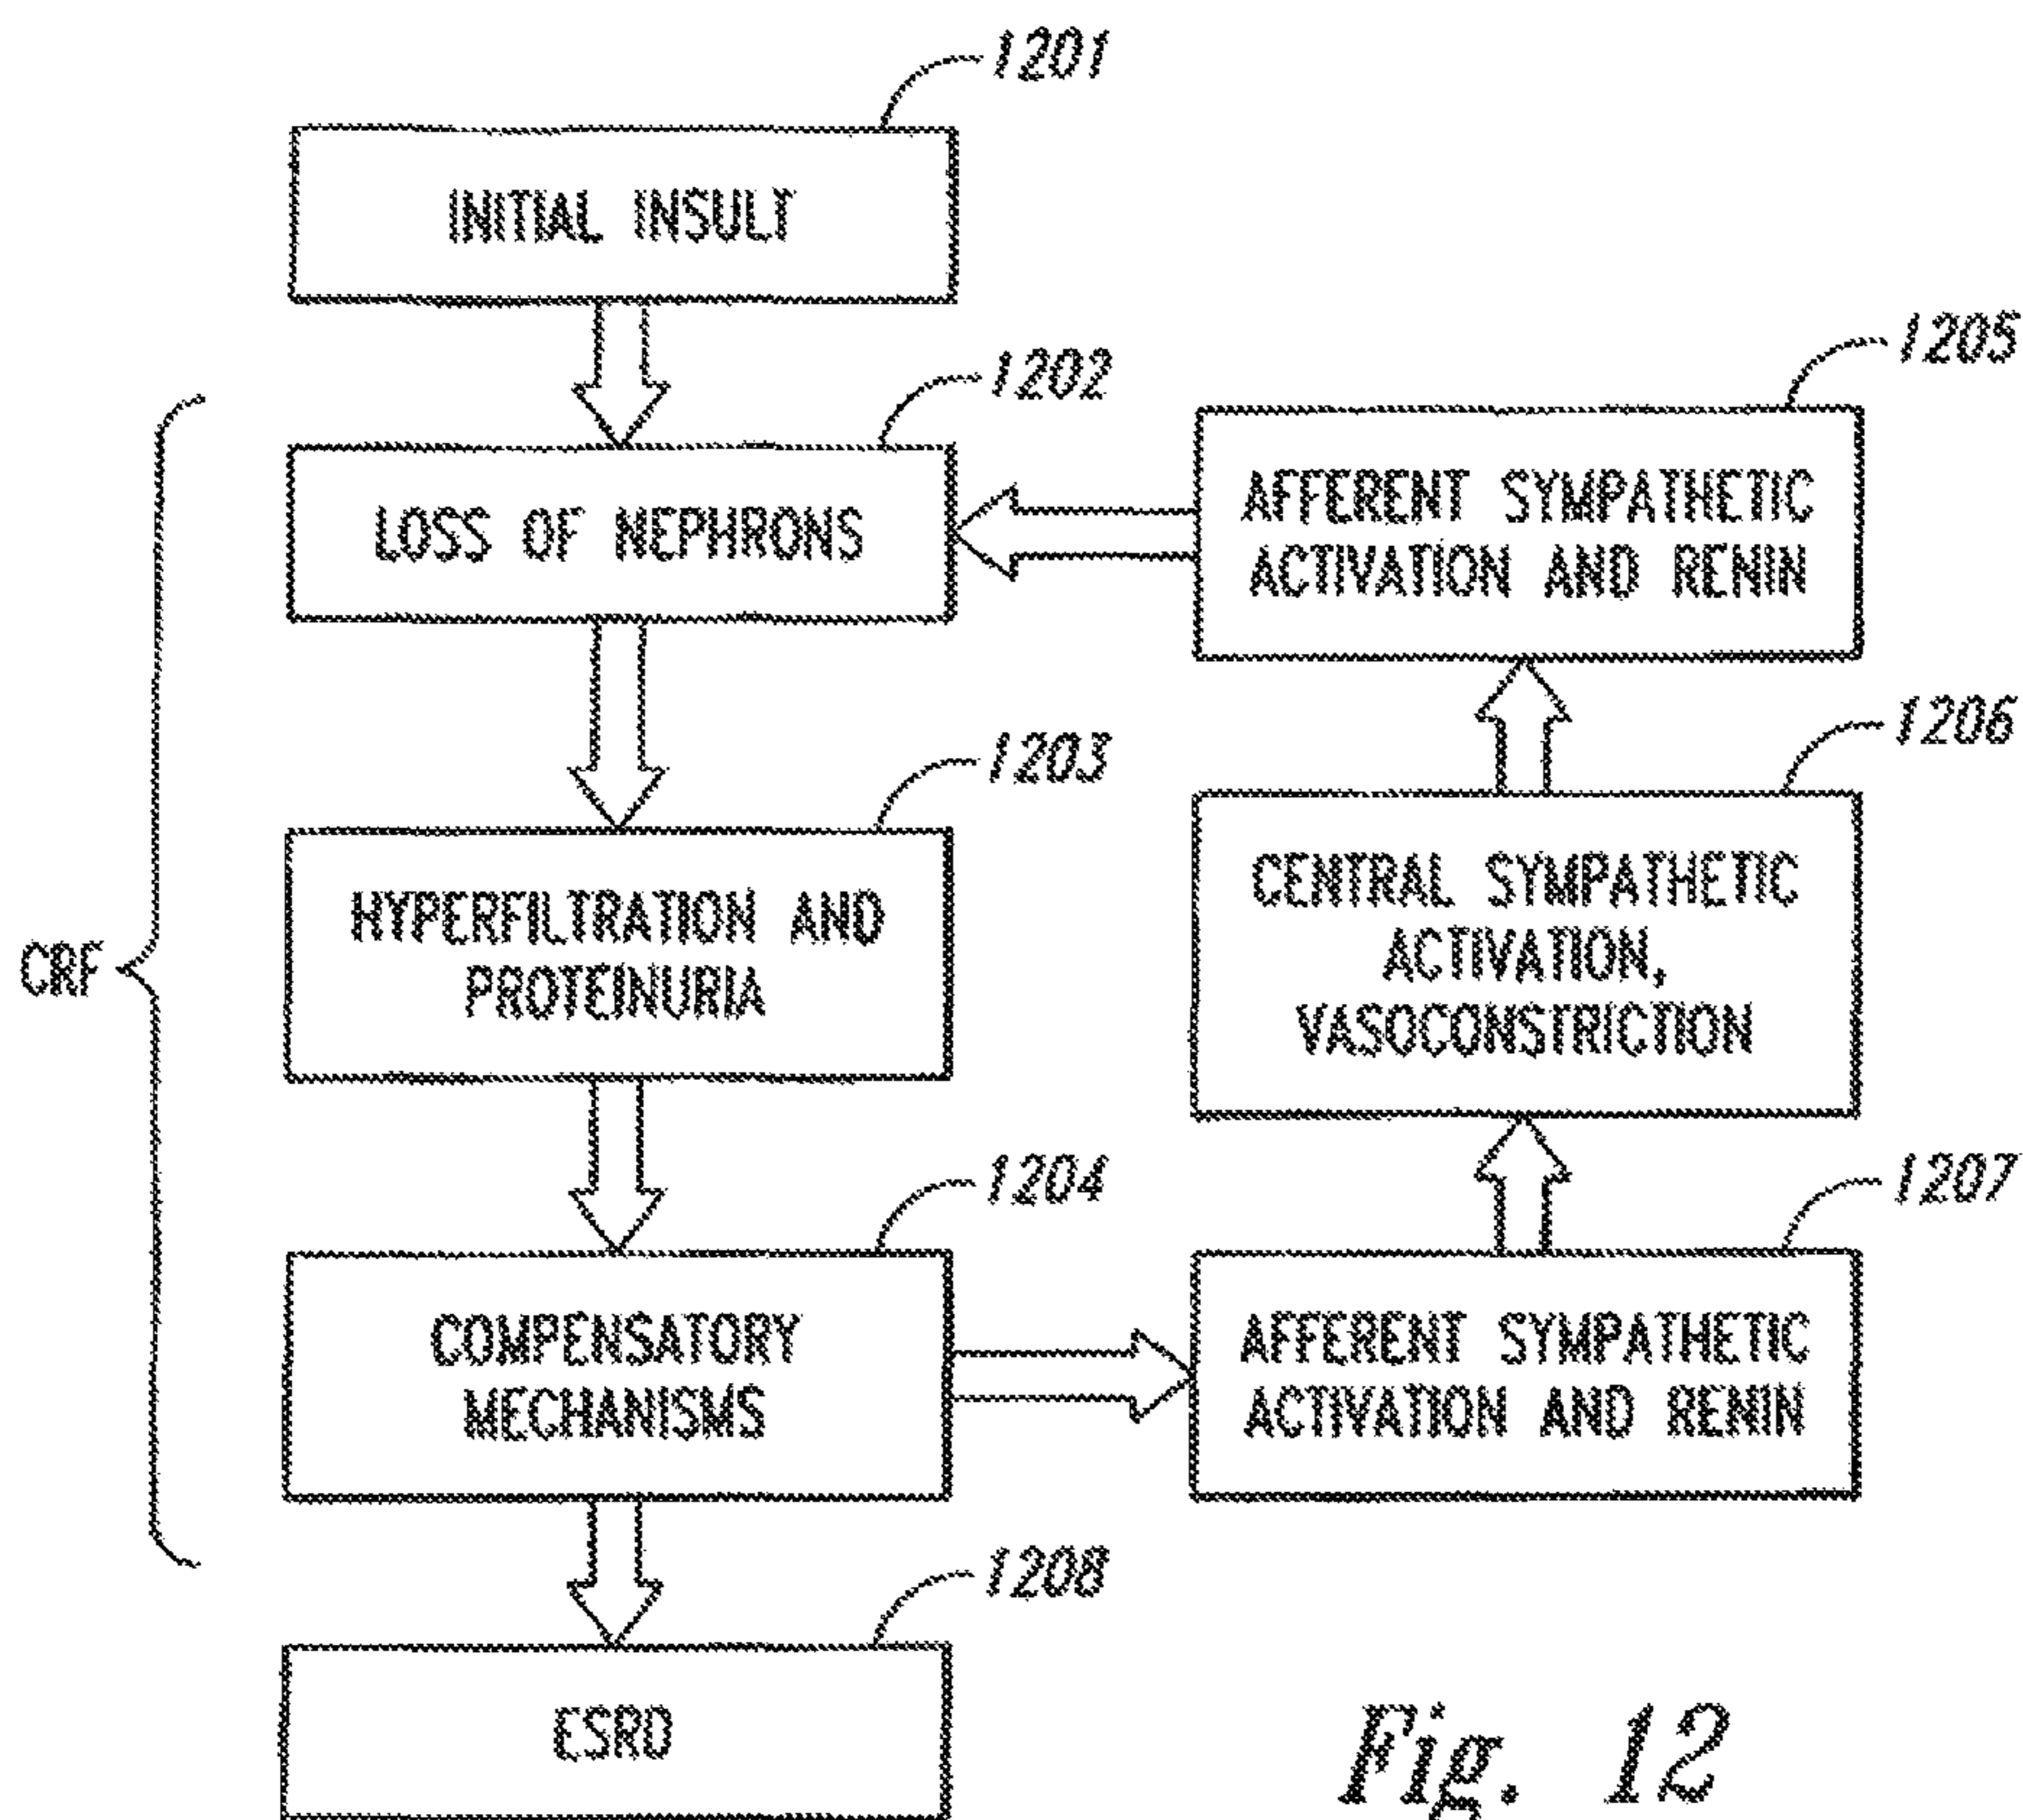 1201
INITIAL INSULT
1202
LOSS OF NEPHRONS
1205
AFFERENT SYMPATHETIC
ACTIVATION AND RENIN
1203
HYPERFILTRATION AND
PROTEINURIA
1206
CENTRAL SYMPATHETIC
ACTIVATION,
VASOCONSTRICTION
CRF
1204
COMPENSATORY
MECHANISMS
1207
AFFERENT SYMPATHETIC
ACTIVATION AND RENIN
1208
ESRD
Fig. 12